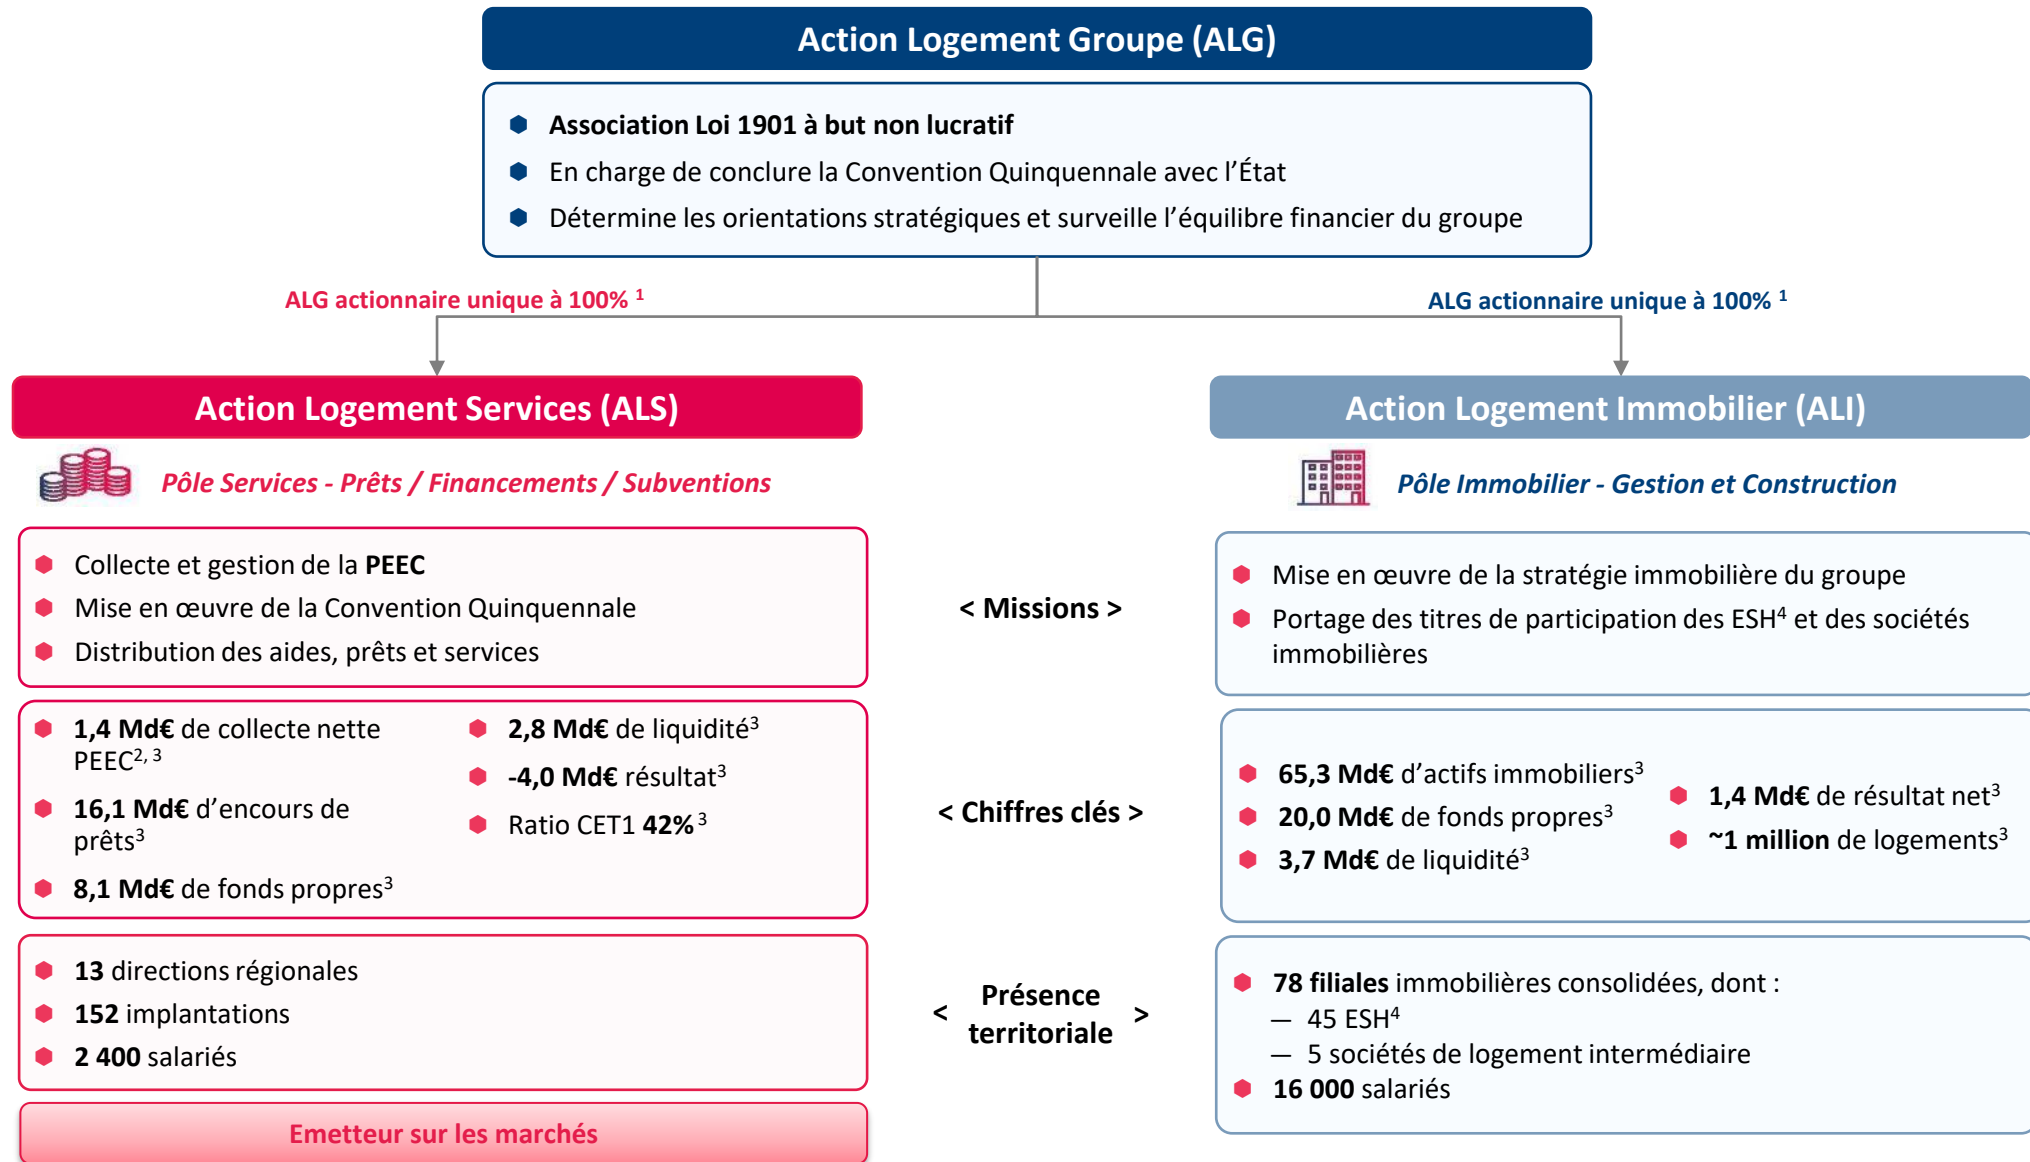 Action Logement Groupe (ALG)
Association Loi 1901 à but non lucratif
En charge de conclure la Convention Quinquennale avec l’État
Détermine les orientations stratégiques et surveille l’équilibre financier du groupe
ALG actionnaire unique à 100% ¹
ALG actionnaire unique à 100% ¹
Action Logement Services (ALS)
Pôle Services - Prêts / Financements / Subventions
Collecte et gestion de la PEEC
Mise en œuvre de la Convention Quinquennale
Distribution des aides, prêts et services
Action Logement Immobilier (ALI)
Pôle Immobilier - Gestion et Construction
< Missions >
Mise en œuvre de la stratégie immobilière du groupe
Portage des titres de participation des ESH⁴ et des sociétés
immobilières
1,4 Md€ de collecte nette
PEEC²,³
16,1 Md€ d’encours de
prêts³
8,1 Md€ de fonds propres³
2,8 Md€ de liquidité³
-4,0 Md€ résultat³
Ratio CET1 42% ³
< Chiffres clés >
65,3 Md€ d’actifs immobiliers³
20,0 Md€ de fonds propres³
3,7 Md€ de liquidité³
1,4 Md€ de résultat net³
~1 million de logements³
13 directions régionales
152 implantations
2 400 salariés
< Présence
territoriale >
78 filiales immobilières consolidées, dont :
— 45 ESH⁴
— 5 sociétés de logement intermédiaire
16 000 salariés
Emetteur sur les marchés